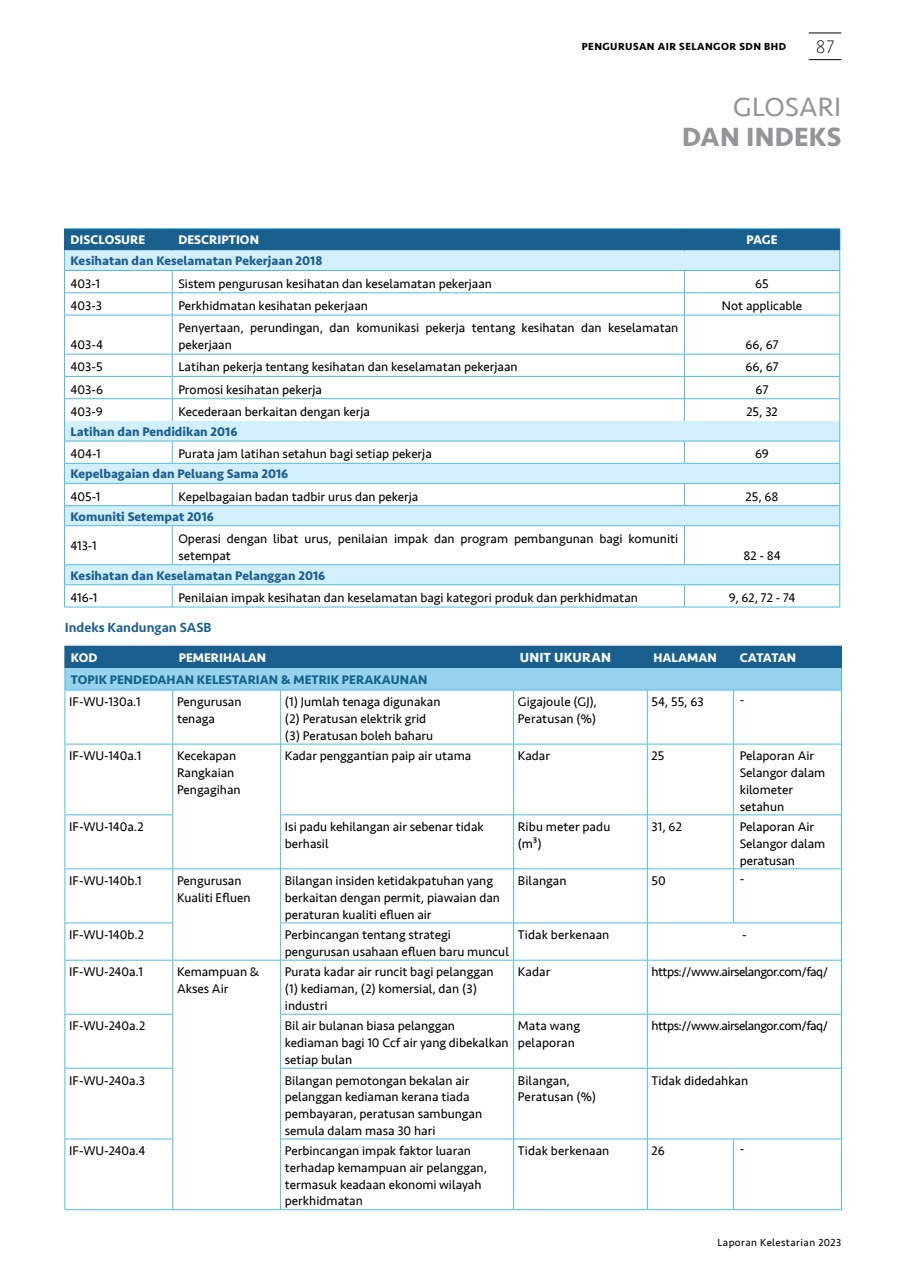 PENGURUSAN AIR SELANGOR SDN BHD 87
GLOSARI
DAN INDEKS
DISCLOSURE DESCRIPTION PAGE
Kesihatan dan Keselamatan Pekerjaan 2018
403-1 Sistem pengurusan kesihatan dan keselamatan pekerjaan 65
403-3 Perkhidmatan kesihatan pekerjaan Not applicable
403-4 Penyertaan, perundingan, dan komunikasi pekerja tentang kesihatan dan keselamatan
pekerjaan 66, 67
403-5 Latihan pekerja tentang kesihatan dan keselamatan pekerjaan 66, 67
403-6 Promosi kesihatan pekerja 67
403-9 Kecederaan berkaitan dengan kerja 25, 32
Latihan dan Pendidikan 2016
404-1 Purata jam latihan setahun bagi setiap pekerja 69
Kepelbagaian dan Peluang Sama 2016
405-1 Kepelbagaian badan tadbir urus dan pekerja 25, 68
Komuniti Setempat 2016
413-1 Operasi dengan libat urus, penilaian impak dan program pembangunan bagi komuniti
setempat 82 - 84
Kesihatan dan Keselamatan Pelanggan 2016
416-1 Penilaian impak kesihatan dan keselamatan bagi kategori produk dan perkhidmatan 9, 62, 72 - 74
Indeks Kandungan SASB
KOD PEMERIHALAN UNIT UKURAN HALAMAN CATATAN
TOPIK PENDEDAHAN KELESTARIAN & METRIK PERAKAUNAN
IF-WU-130a.1 Pengurusan (1) Jumlah tenaga digunakan Gigajoule (GJ), 54, 55, 63 -
tenaga (2) Peratusan elektrik grid Peratusan (%)
(3) Peratusan boleh baharu
IF-WU-140a.1 Kecekapan Kadar penggantian paip air utama Kadar 25 Pelaporan Air
Rangkaian Selangor dalam
Pengagihan kilometer
setahun
IF-WU-140a.2 Isi padu kehilangan air sebenar tidak Ribu meter padu 31, 62 Pelaporan Air
berhasil (m³) Selangor dalam
peratusan
IF-WU-140b.1 Pengurusan Bilangan insiden ketidakpatuhan yang Bilangan 50 -
Kualiti Efluen berkaitan dengan permit, piawaian dan
peraturan kualiti efluen air
IF-WU-140b.2 Perbincangan tentang strategi Tidak berkenaan -
pengurusan usahaan efluen baru muncul
IF-WU-240a.1 Kemampuan & Purata kadar air runcit bagi pelanggan Kadar https://www.airselangor.com/faq/
Akses Air (1) kediaman, (2) komersial, dan (3)
industri
IF-WU-240a.2 Bil air bulanan biasa pelanggan Mata wang https://www.airselangor.com/faq/
kediaman bagi 10 Ccf air yang dibekalkan pelaporan
setiap bulan
IF-WU-240a.3 Bilangan pemotongan bekalan air Bilangan, Tidak didedahkan
pelanggan kediaman kerana tiada Peratusan (%)
pembayaran, peratusan sambungan
semula dalam masa 30 hari
IF-WU-240a.4 Perbincangan impak faktor luaran Tidak berkenaan 26 -
terhadap kemampuan air pelanggan,
termasuk keadaan ekonomi wilayah
perkhidmatan
Laporan Kelestarian 2023